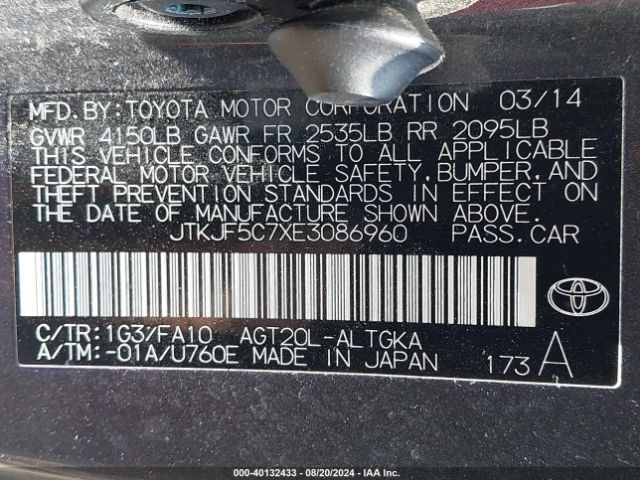 MFD.BY:TOYOTA MOTOR CORPORATION 03/14
GVWR 4150LB GAWR FR 2535LB RR 2095LB
THIS VEHICLE CONFORMS TO ALL APPLICABLE
FEDERAL MOTOR VEHICLE SAFETY,BUMPER,AND
THEFT PREVENTION STANDARDS IN EFFECT ON
THE DATE OF MANUFACTURE SHOWN ABOVE.
JTKJF5C7XE3086960 PASS.CAR
C/TR:1G3/FA10 AGT20L-ALTGKA
A/TM:-01A/U760E MADE IN JAPAN 173 A
000-40132433 - 08/20/2024 - IAA Inc.